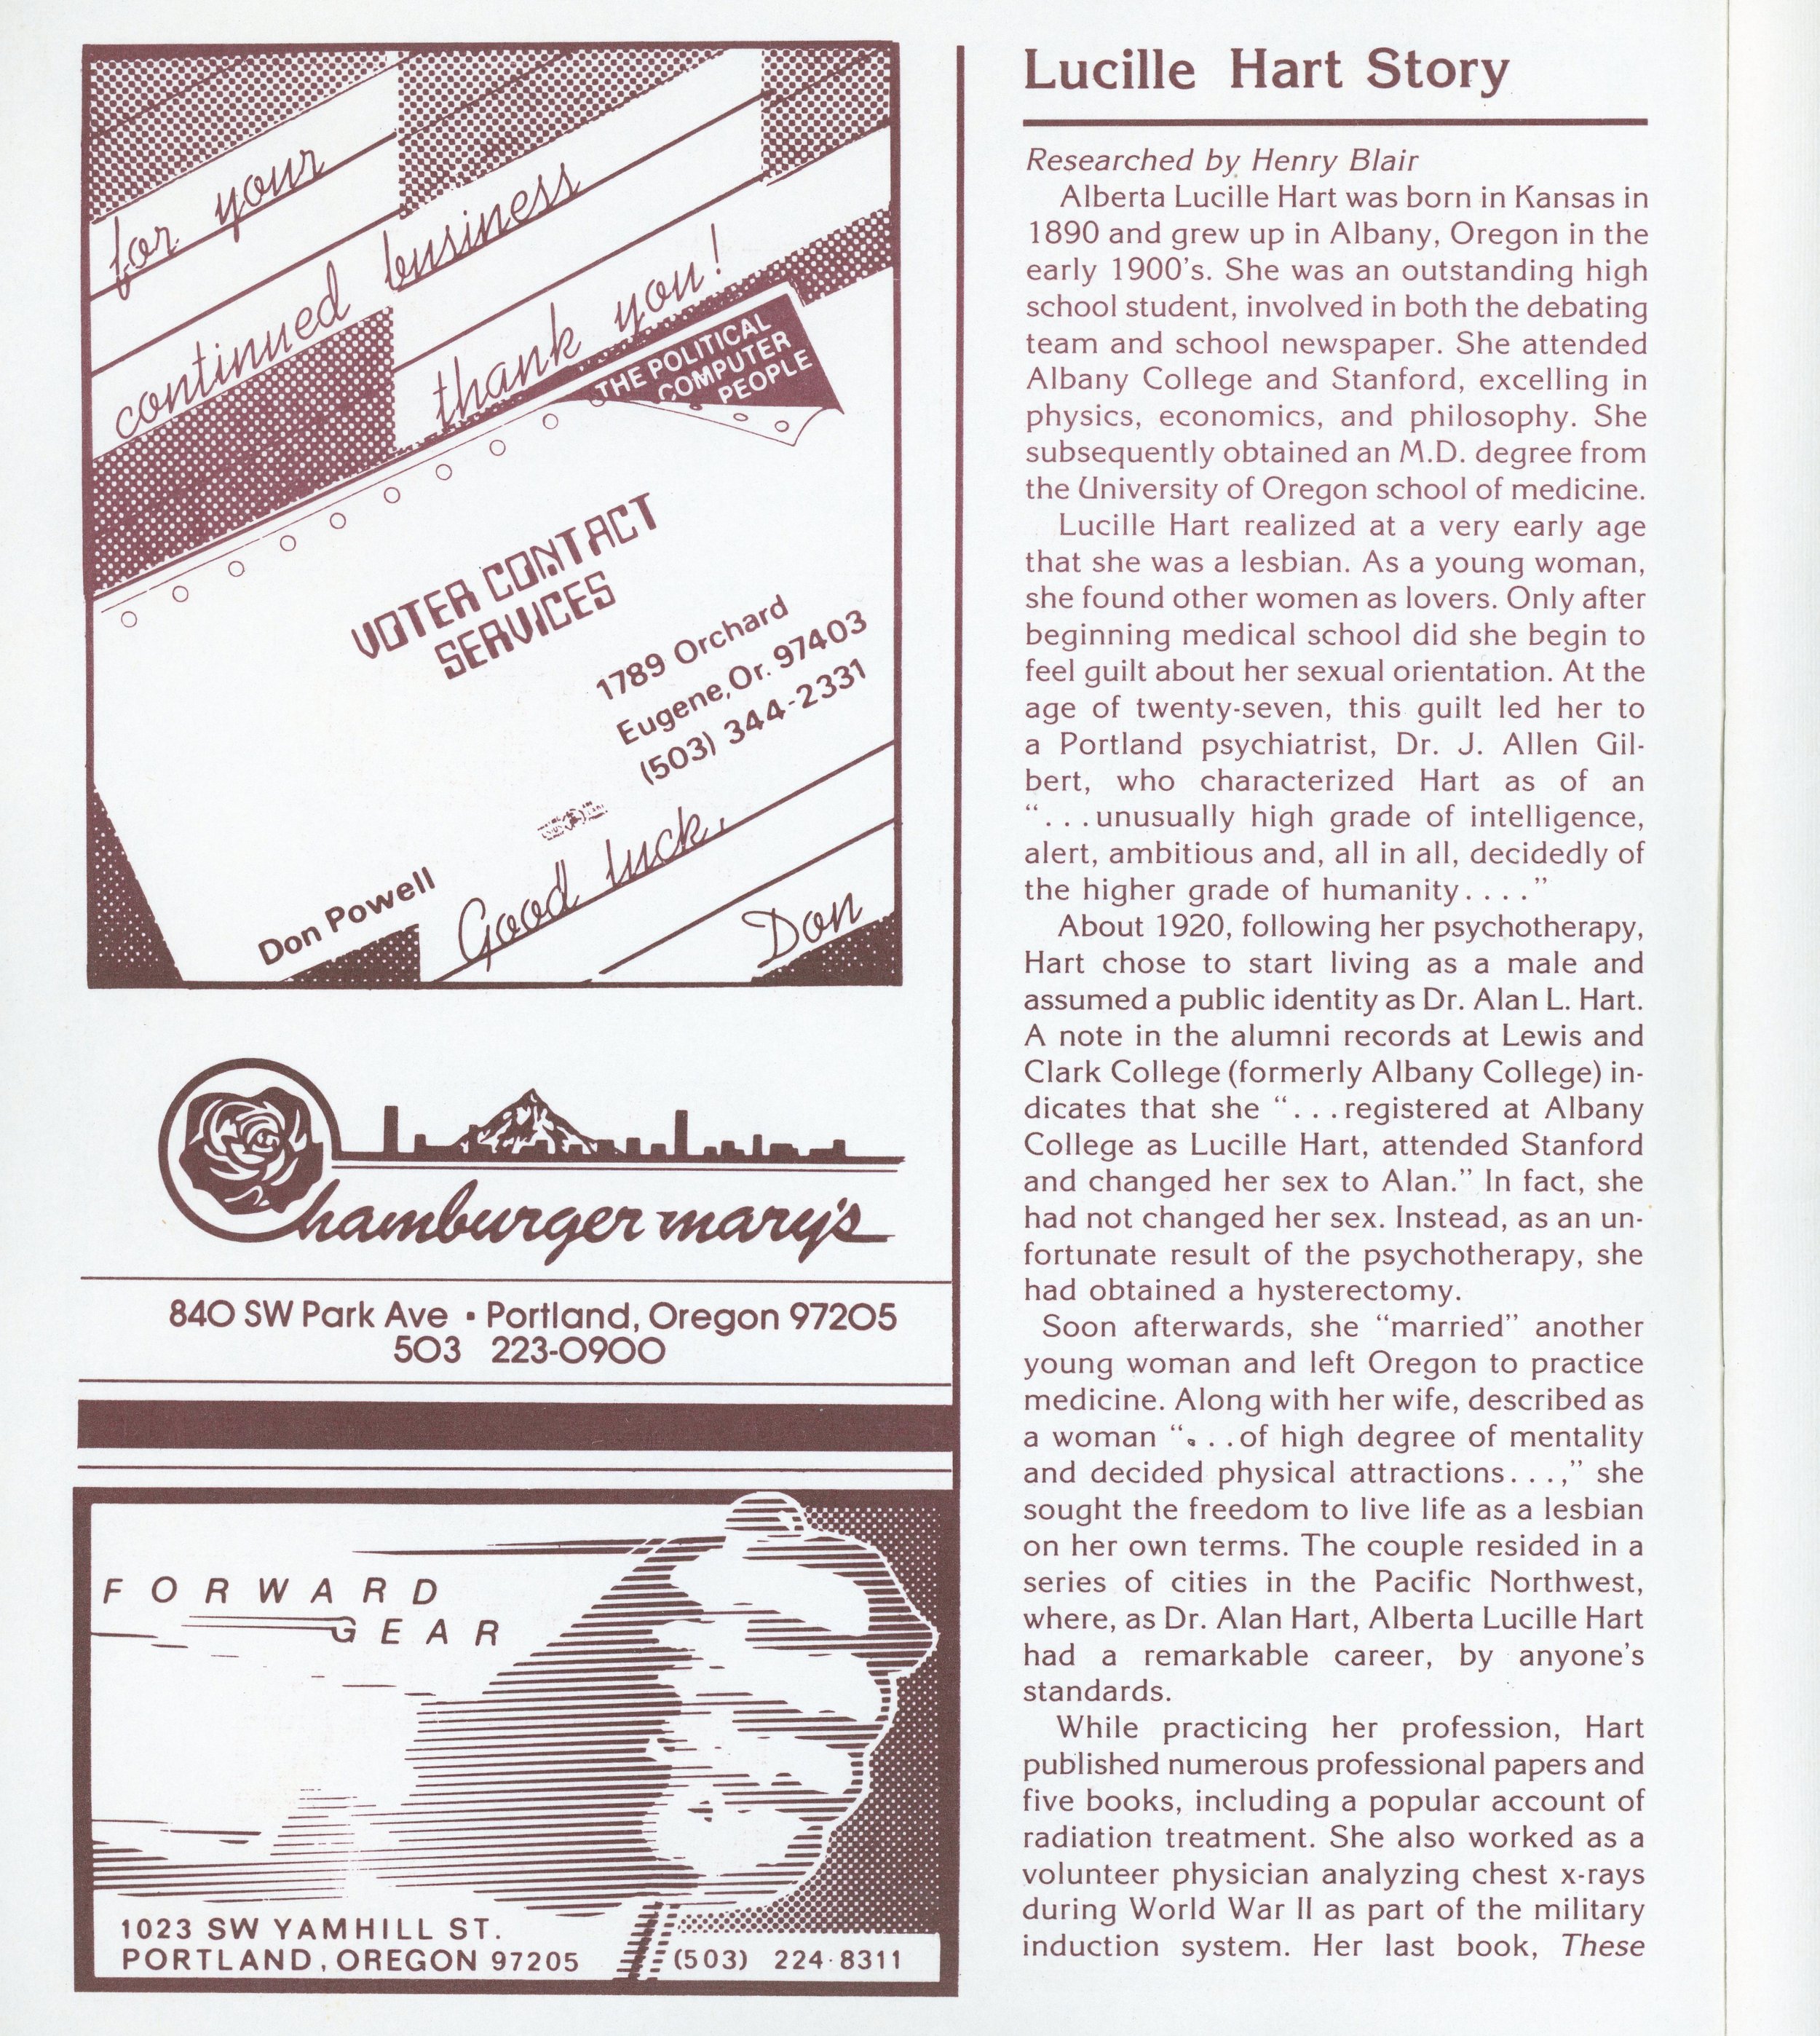 for your
continued business
thank you!
THE POLITICAL
COMPUTER
PEOPLE
VOTER CONTACT
SERVICES
1789 Orchard
Eugene, Or. 97403
(503) 344-2331
Don Powell
Good luck,
Don
hamburger mary's
840 SW Park Ave • Portland, Oregon 97205
503 223-0900
FORWARD
GEAR
1023 SW YAMHILL ST.
PORTLAND, OREGON 97205
(503) 224-8311
Lucille Hart Story
Researched by Henry Blair
Alberta Lucille Hart was born in Kansas in
1890 and grew up in Albany, Oregon in the
early 1900's. She was an outstanding high
school student, involved in both the debating
team and school newspaper. She attended
Albany College and Stanford, excelling in
physics, economics, and philosophy. She
subsequently obtained an M.D. degree from
the University of Oregon school of medicine.
Lucille Hart realized at a very early age
that she was a lesbian. As a young woman,
she found other women as lovers. Only after
beginning medical school did she begin to
feel guilt about her sexual orientation. At the
age of twenty-seven, this guilt led her to
a Portland psychiatrist, Dr. J. Allen Gil-
bert, who characterized Hart as of an
“...unusually high grade of intelligence,
alert, ambitious and, all in all, decidedly of
the higher grade of humanity....”
About 1920, following her psychotherapy,
Hart chose to start living as a male and
assumed a public identity as Dr. Alan L. Hart.
A note in the alumni records at Lewis and
Clark College (formerly Albany College) in-
dicates that she “...registered at Albany
College as Lucille Hart, attended Stanford
and changed her sex to Alan.” In fact, she
had not changed her sex. Instead, as an un-
fortunate result of the psychotherapy, she
had obtained a hysterectomy.
Soon afterwards, she “married” another
young woman and left Oregon to practice
medicine. Along with her wife, described as
a woman “...of high degree of mentality
and decided physical attractions...,” she
sought the freedom to live life as a lesbian
on her own terms. The couple resided in a
series of cities in the Pacific Northwest,
where, as Dr. Alan Hart, Alberta Lucille Hart
had a remarkable career, by anyone's
standards.
While practicing her profession, Hart
published numerous professional papers and
five books, including a popular account of
radiation treatment. She also worked as a
volunteer physician analyzing chest x-rays
during World War II as part of the military
induction system. Her last book, These